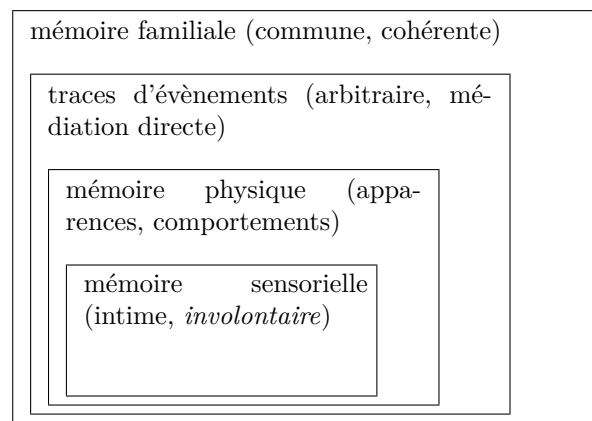 mémoire familiale (commune, cohérente)
traces d'évènements (arbitraire, mé-
diation directe)
mémoire physique (appa-
rences, comportements)
mémoire sensorielle
(intime, involontaire)